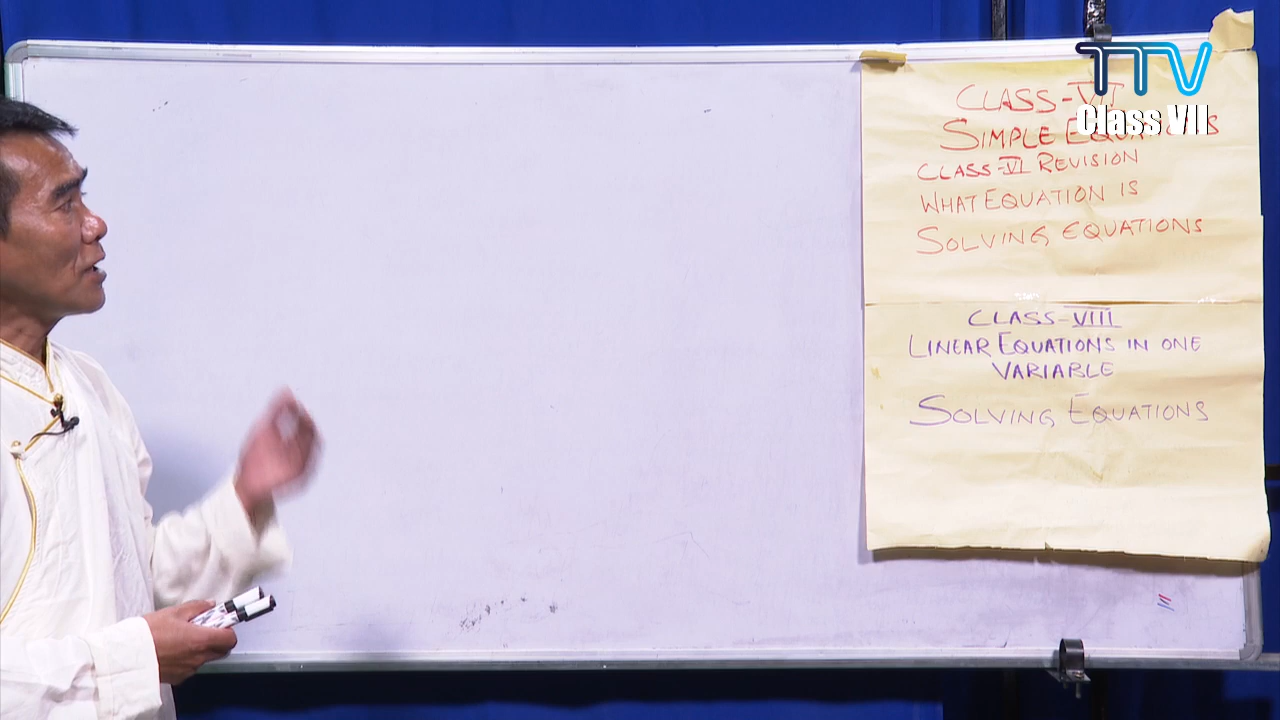 TTV
Class VII
CLASS-VII
SIMPLE EQUATIONS
CLASS-VI REVISION
WHAT EQUATION IS
SOLVING EQUATIONS
CLASS-VIII
LINEAR EQUATIONS IN ONE
VARIABLE
SOLVING EQUATIONS